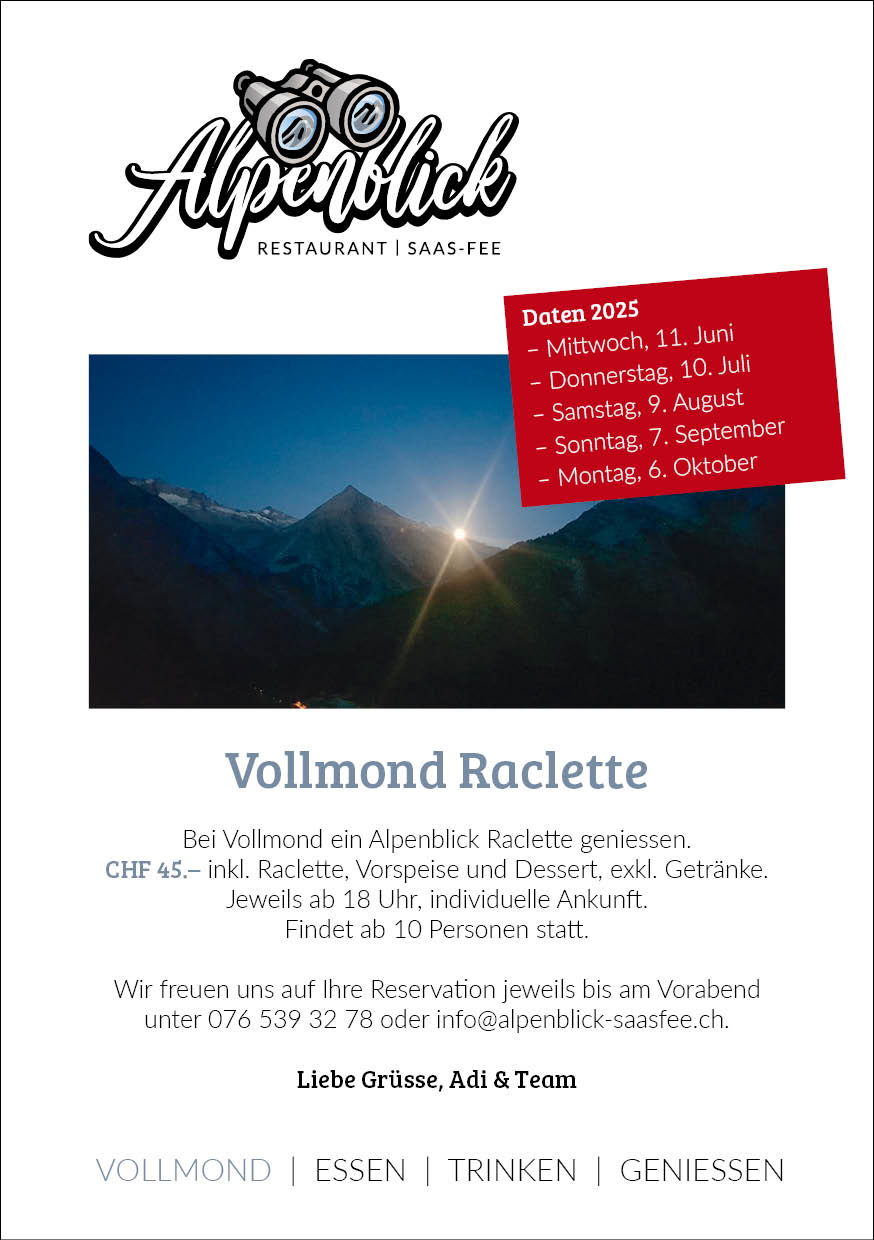 Alpenblick
RESTAURANT | SAAS-FEE
Daten 2025
– Mittwoch, 11. Juni
– Donnerstag, 10. Juli
– Samstag, 9. August
– Sonntag, 7. September
– Montag, 6. Oktober
Vollmond Raclette
Bei Vollmond ein Alpenblick Raclette geniessen.
CHF 45.– inkl. Raclette, Vorspeise und Dessert, exkl. Getränke.
Jeweils ab 18 Uhr, individuelle Ankunft.
Findet ab 10 Personen statt.
Wir freuen uns auf Ihre Reservation jeweils bis am Vorabend
unter 076 539 32 78 oder info@alpenblick-saasfee.ch.
Liebe Grüsse, Adi & Team
VOLLMOND | ESSEN | TRINKEN | GENIESSEN